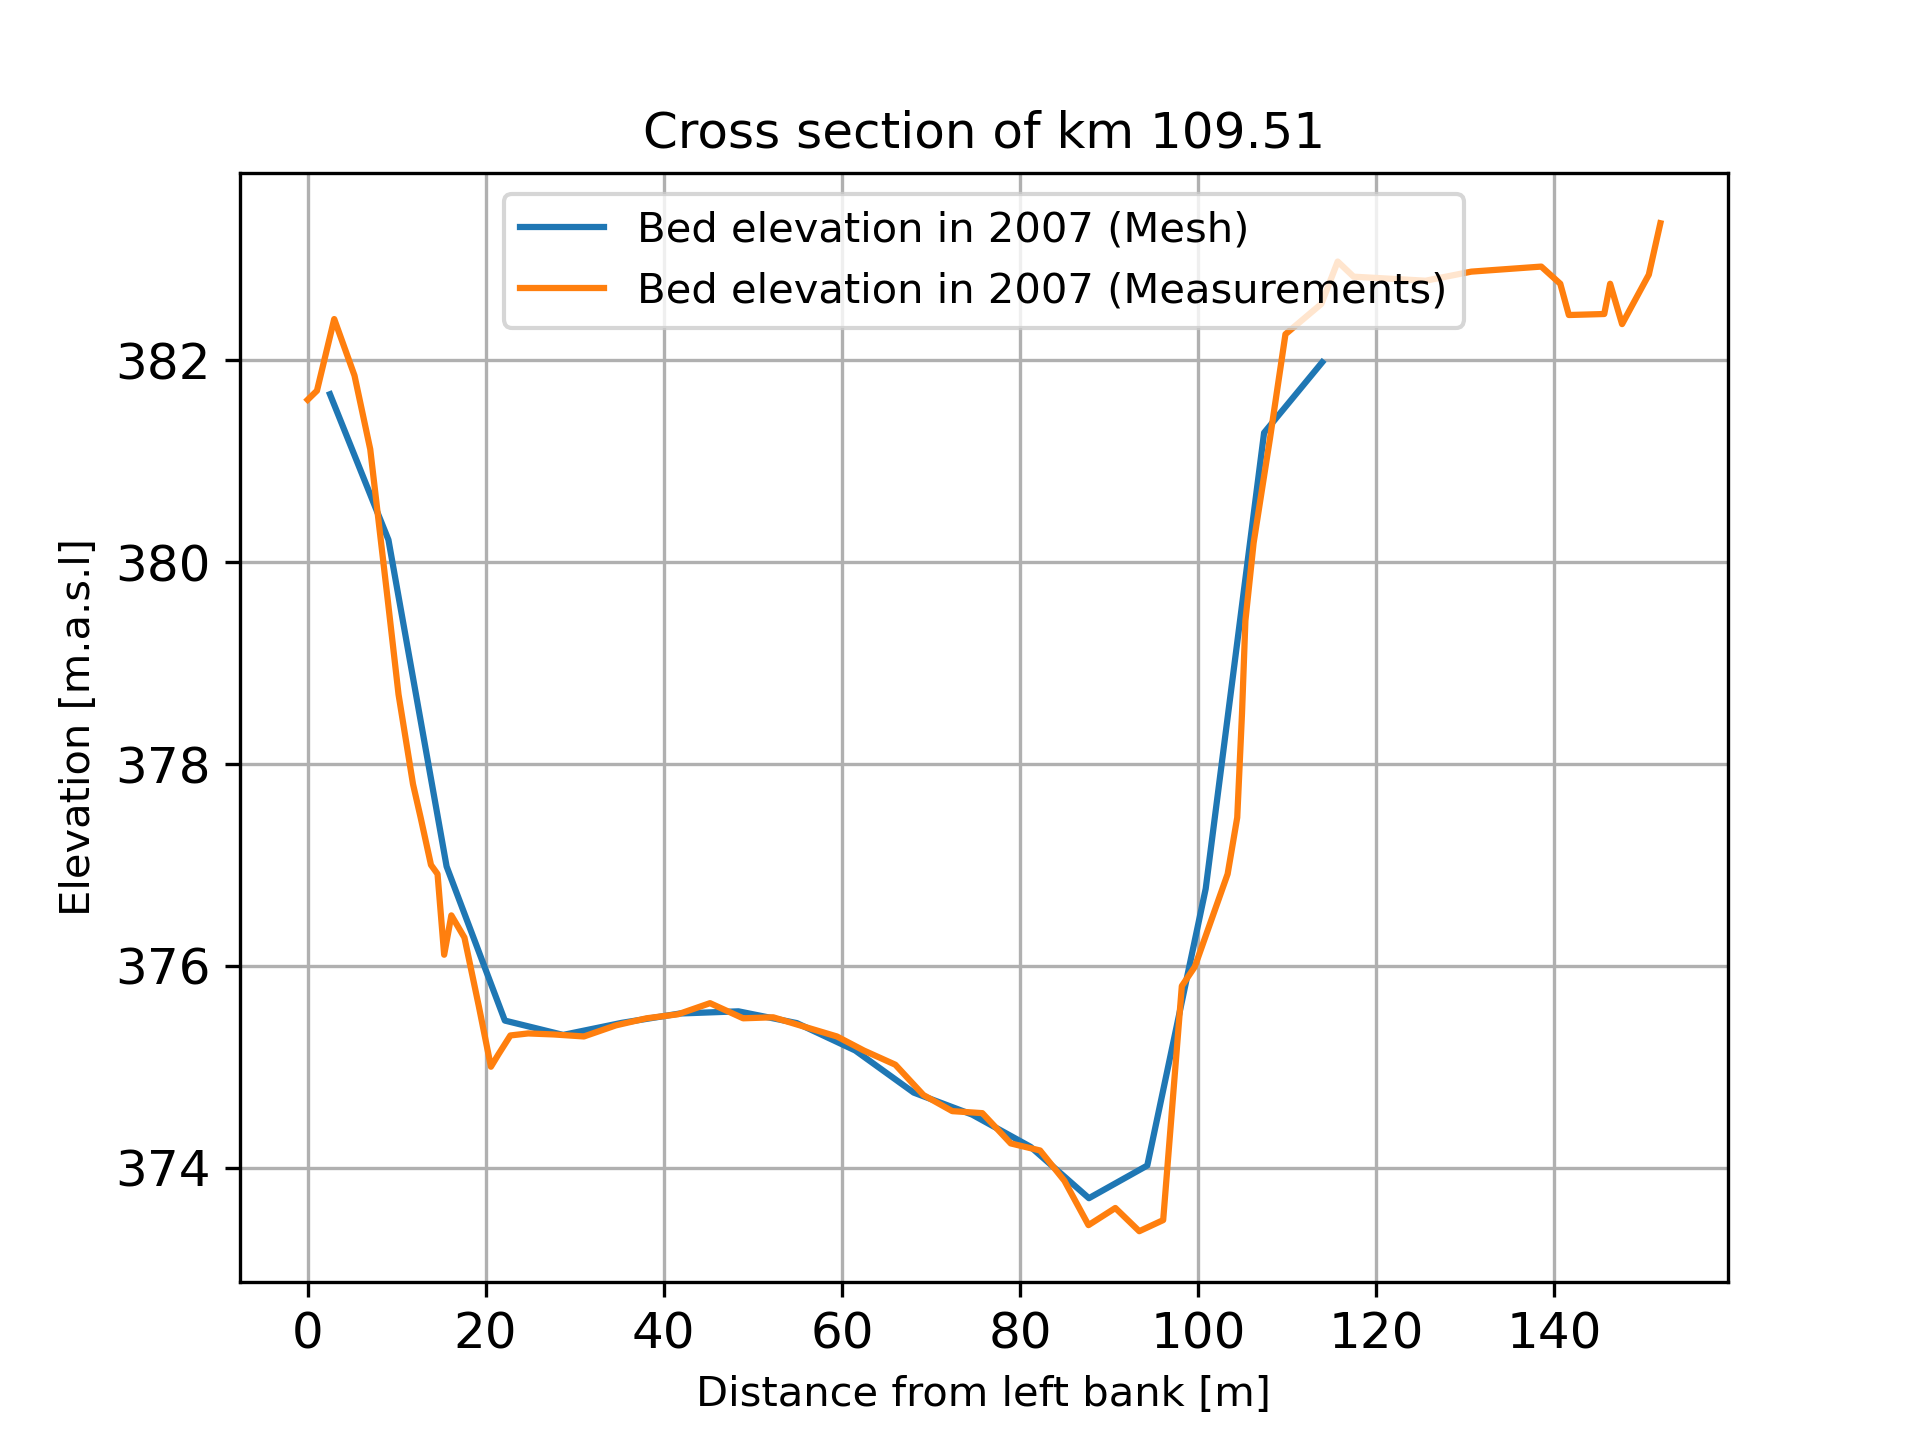 Cross section of km 109.51
Bed elevation in 2007 (Mesh)
Bed elevation in 2007 (Measurements)
Elevation [m.a.s.l]
382
380
378
376
374
0 20 40 60 80 100 120 140
Distance from left bank [m]